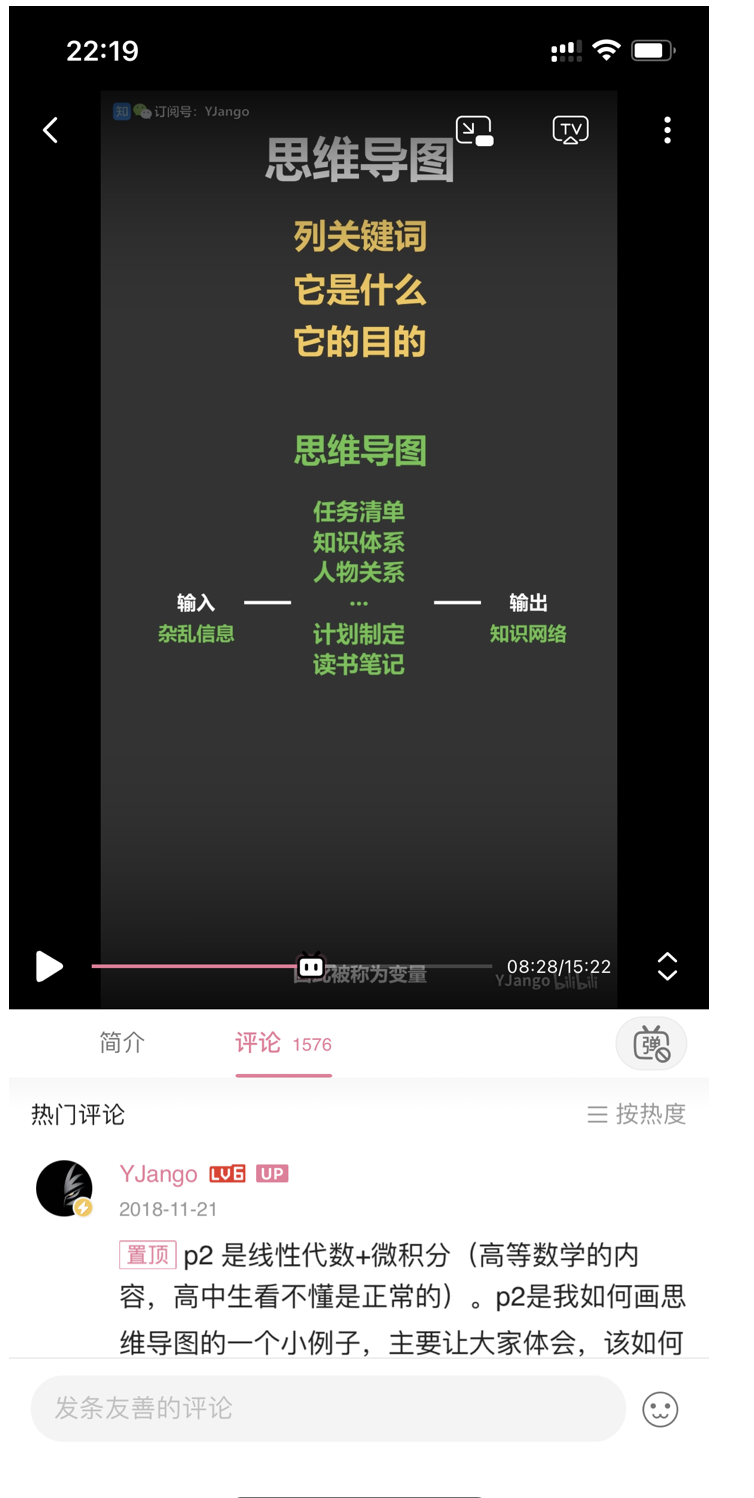 22:19
知 订阅号：YJango
TV
思维导图
列关键词
它是什么
它的目的
思维导图
任务清单
知识体系
人物关系
输入
...
输出
杂乱信息
计划制定
知识网络
读书笔记
被称为变量
08:28/15:22
YJango bilibili
简介
评论 1576
弹
热门评论
按热度
YJango LV6 UP
2018-11-21
置顶 p2 是线性代数+微积分（高等数学的内
容，高中生看不懂是正常的）。p2是我如何画思
维导图的一个小例子，主要让大家体会，该如何
发条友善的评论